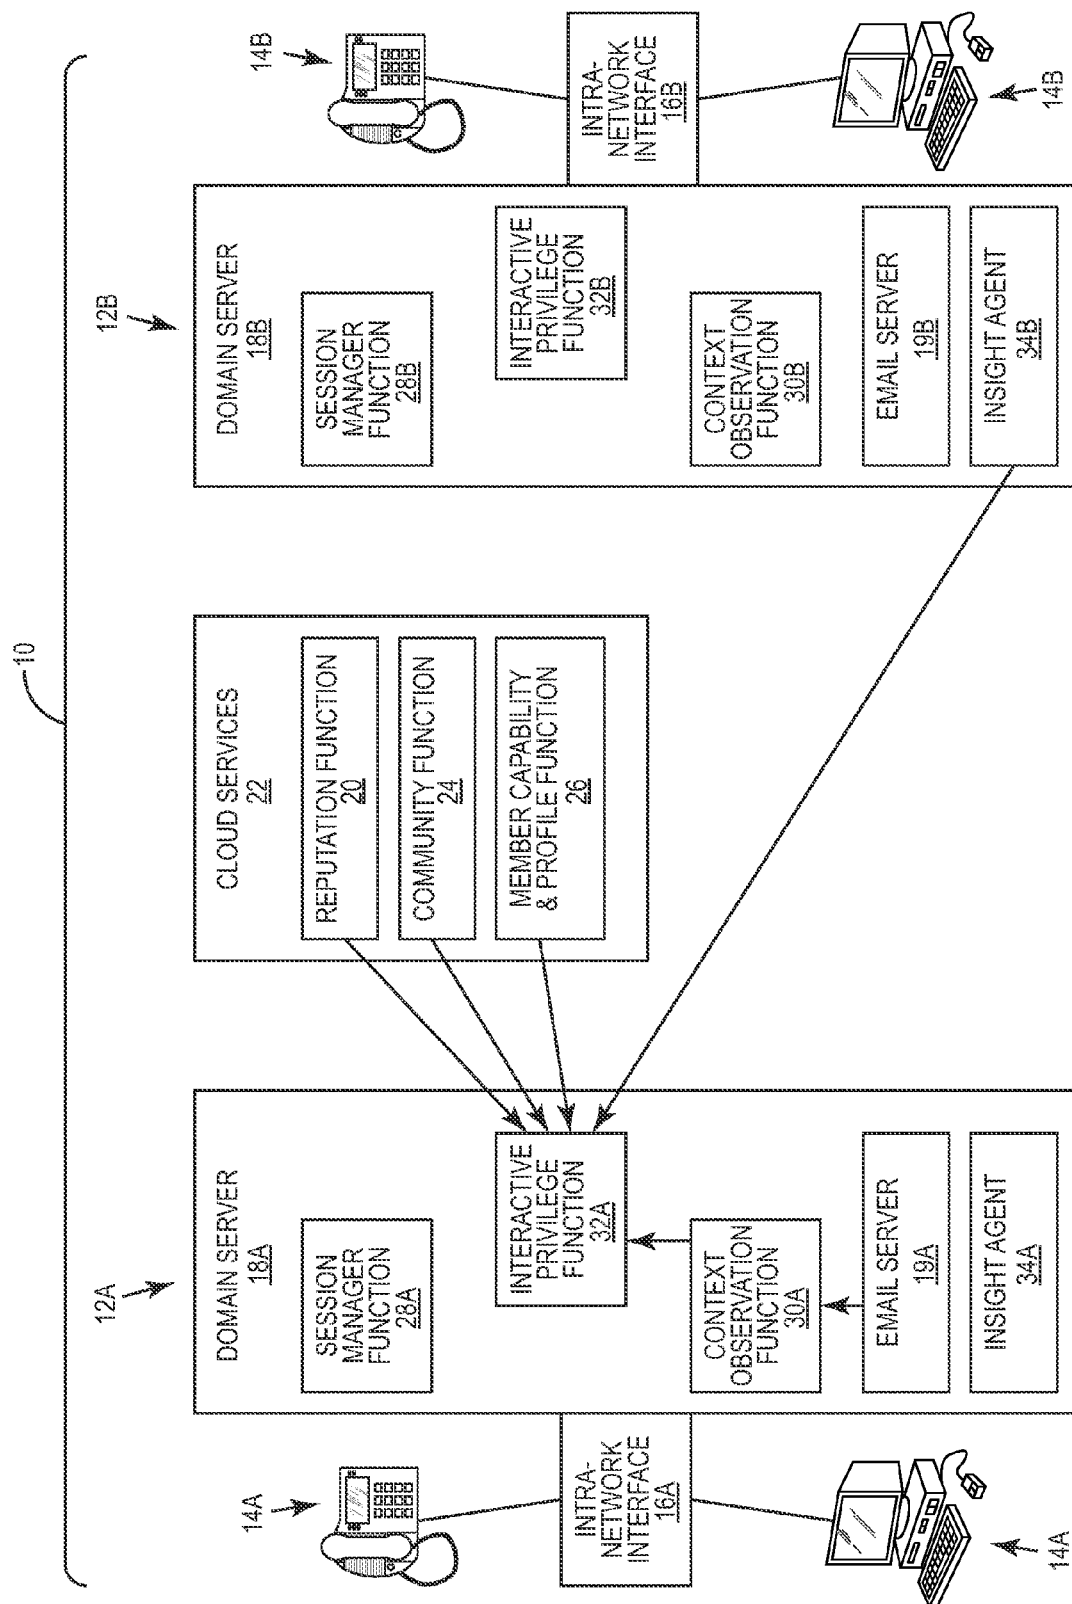 10
12A
12B
14A
14A
INTRA-
NETWORK
INTERFACE
16A
DOMAIN SERVER
18A
SESSION
MANAGER
FUNCTION
28A
INTERACTIVE
PRIVILEGE
FUNCTION
32A
CONTEXT
OBSERVATION
FUNCTION
30A
EMAIL SERVER
19A
INSIGHT AGENT
34A
CLOUD SERVICES
22
REPUTATION FUNCTION
20
COMMUNITY FUNCTION
24
MEMBER CAPABILITY
& PROFILE FUNCTION
26
DOMAIN SERVER
18B
SESSION
MANAGER
FUNCTION
28B
INTERACTIVE
PRIVILEGE
FUNCTION
32B
CONTEXT
OBSERVATION
FUNCTION
30B
EMAIL SERVER
19B
INSIGHT AGENT
34B
INTRA-
NETWORK
INTERFACE
16B
14B
14B